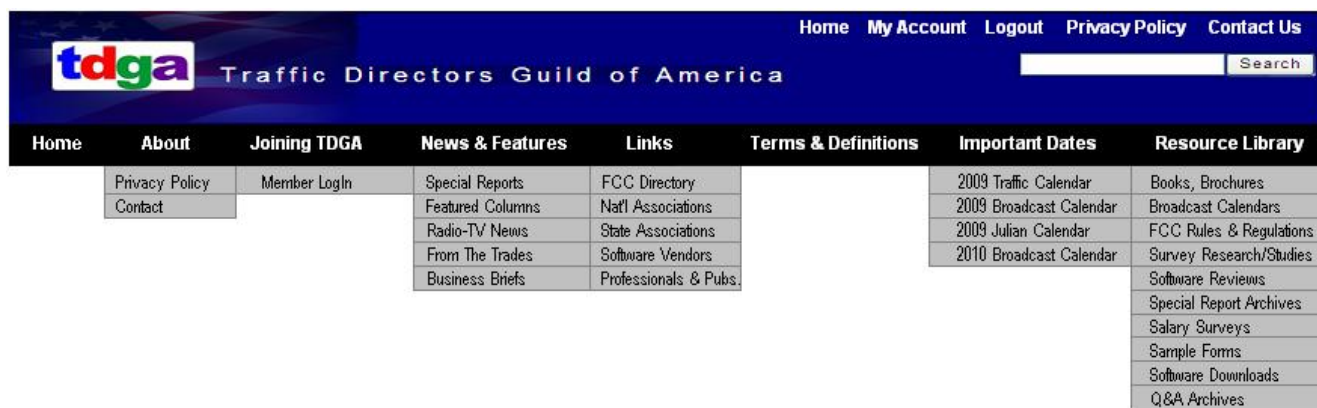 Home My Account Logout Privacy Policy Contact Us
tdga Traffic Directors Guild of America
Search
Home About Joining TDGA News & Features Links Terms & Definitions Important Dates Resource Library
Privacy Policy
Contact
Member LogIn
Special Reports
Featured Columns
Radio-TV News
From The Trades
Business Briefs
FCC Directory
Nat'l Associations
State Associations
Software Vendors
Professionals & Pubs.
2009 Traffic Calendar
2009 Broadcast Calendar
2009 Julian Calendar
2010 Broadcast Calendar
Books, Brochures
Broadcast Calendars
FCC Rules & Regulations
Survey Research/Studies
Software Reviews
Special Report Archives
Salary Surveys
Sample Forms
Software Downloads
Q&A Archives